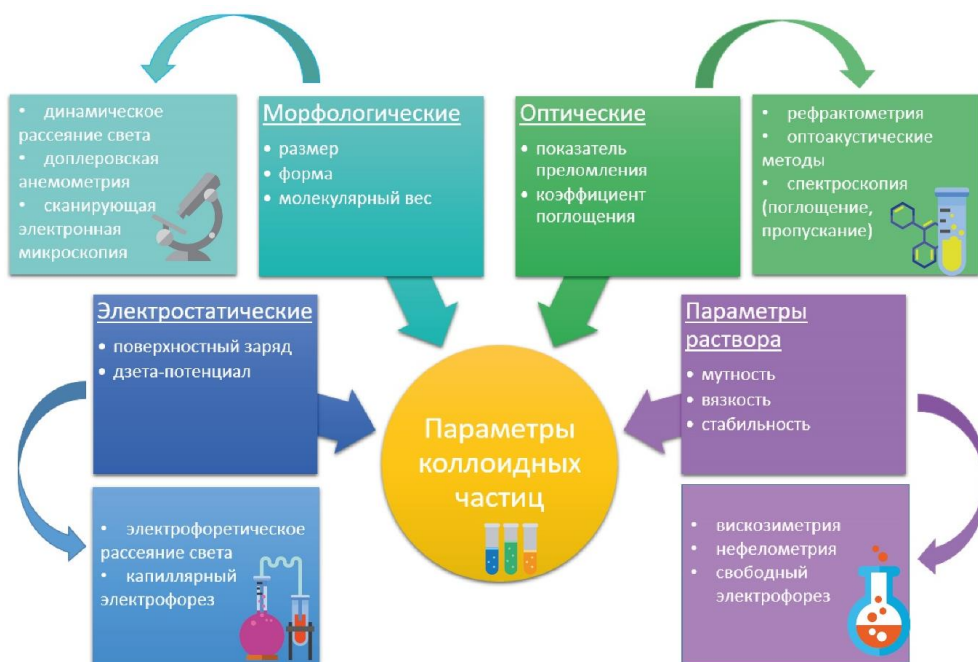 • динамическое
рассеяние света
• доплеровская
анемометрия
• сканирующая
электронная
микроскопия
Морфологические
• размер
• форма
• молекулярный вес
Оптические
• показатель
преломления
• коэффициент
поглощения
• рефрактометрия
• оптоакустические
методы
• спектроскопия
(поглощение,
пропускание)
Электростатические
• поверхностный заряд
• дзета-потенциал
Параметры
раствора
• мутность
• вязкость
• стабильность
Параметры
коллоидных
частиц
• электрофоретическое
рассеяние света
• капиллярный
электрофорез
• вискозиметрия
• нефелометрия
• свободный
электрофорез